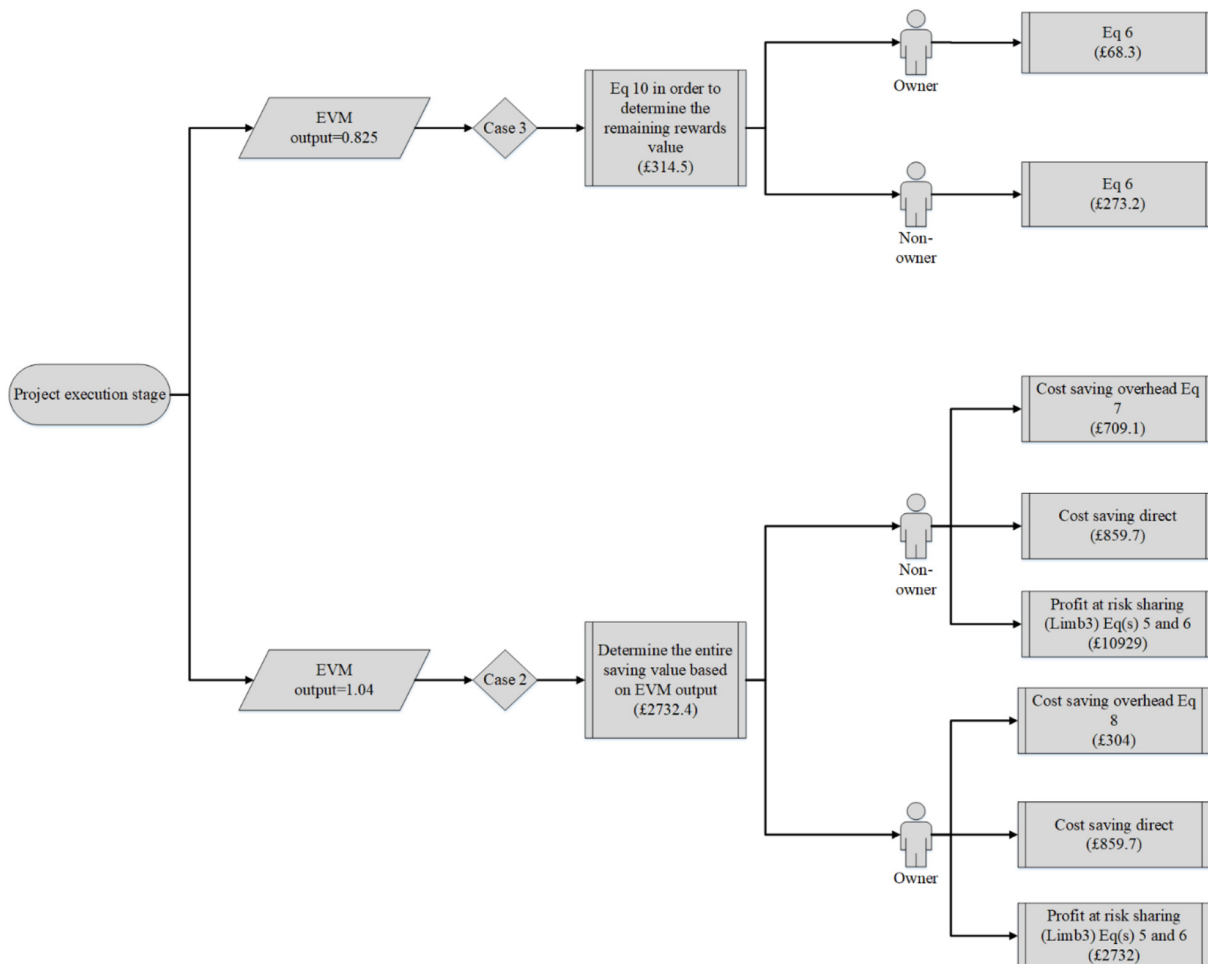 Project execution stage
EVM
output=0.825
Case 3
Eq 10 in order to
determine the
remaining rewards
value
(£314.5)
Owner
Eq 6
(£68.3)
Non-
owner
Eq 6
(£273.2)
EVM
output=1.04
Case 2
Determine the entire
saving value based
on EVM output
(£2732.4)
Non-
owner
Cost saving overhead Eq
7
(£709.1)
Cost saving direct
(£859.7)
Profit at risk sharing
(Limb3) Eq(s) 5 and 6
(£10929)
Owner
Cost saving overhead Eq
8
(£304)
Cost saving direct
(£859.7)
Profit at risk sharing
(Limb3) Eq(s) 5 and 6
(£2732)